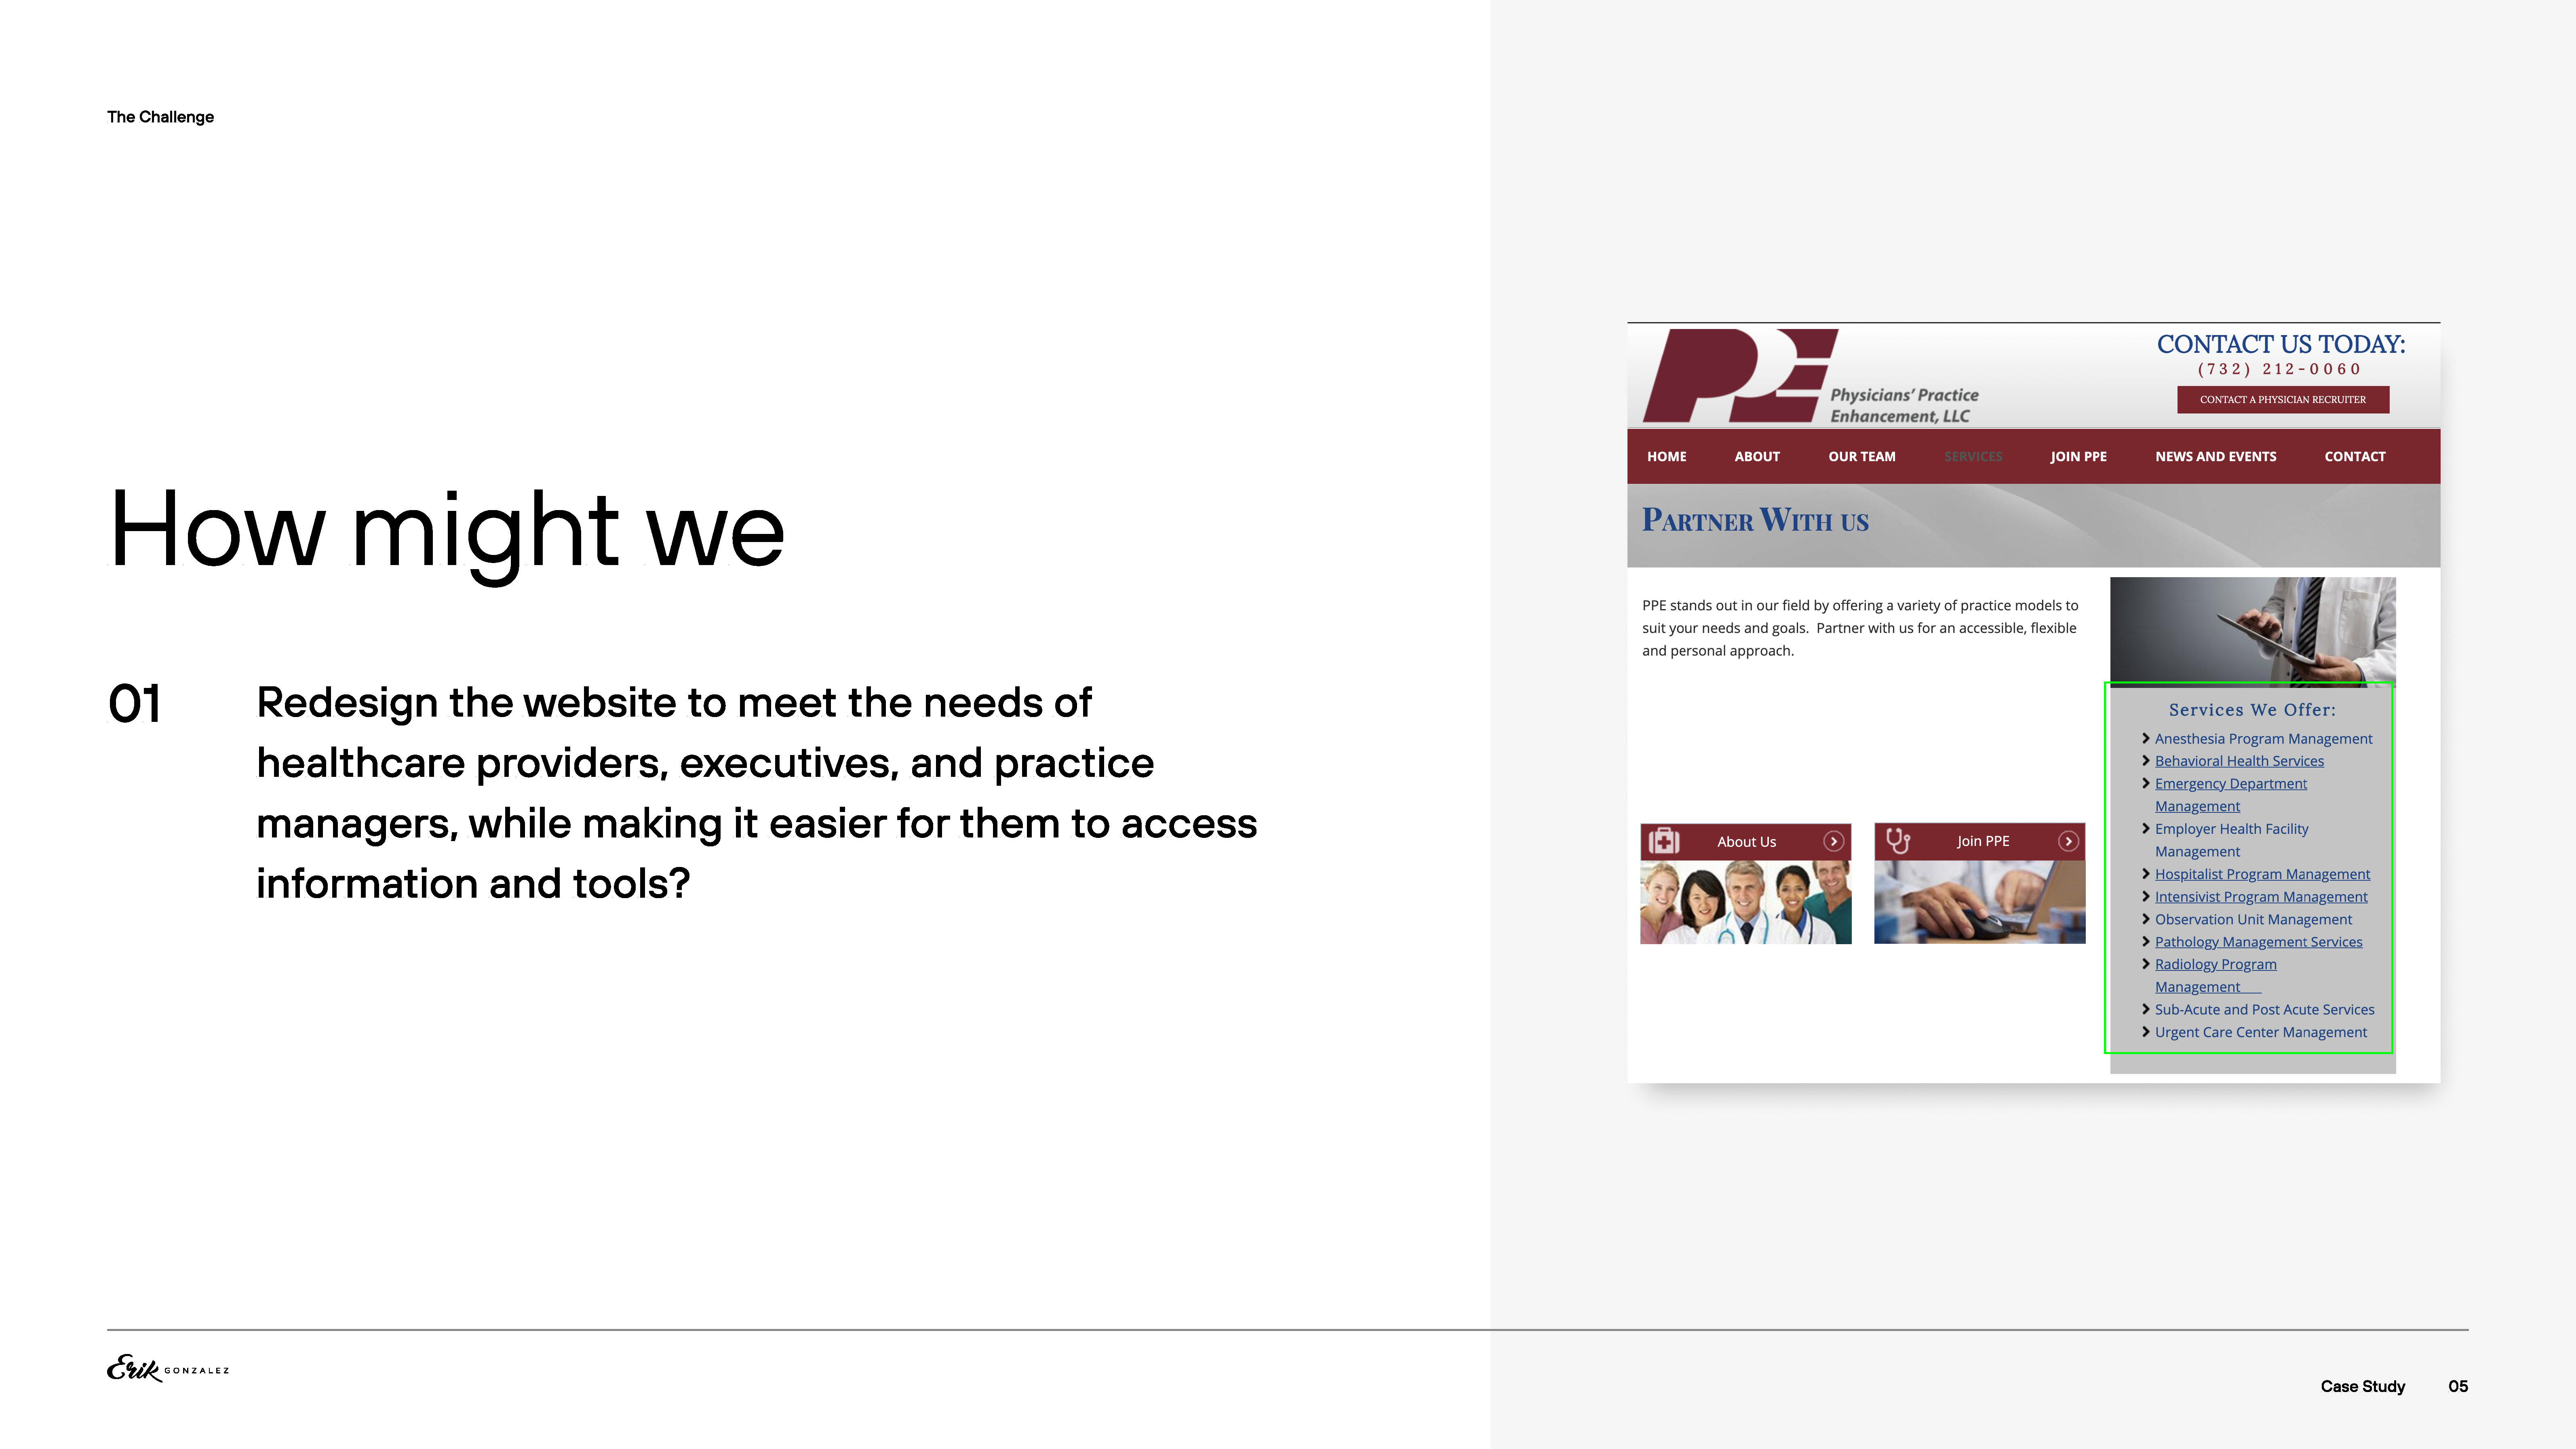 The Challenge
How might we
01
Redesign the website to meet the needs of
healthcare providers, executives, and practice
managers, while making it easier for them to access
information and tools?
PPE
Physicians' Practice
Enhancement, LLC
CONTACT US TODAY:
(732) 212-0060
CONTACT A PHYSICIAN RECRUITER
HOME ABOUT OUR TEAM SERVICES JOIN PPE NEWS AND EVENTS CONTACT
PARTNER WITH US
PPE stands out in our field by offering a variety of practice models to
suit your needs and goals. Partner with us for an accessible, flexible
and personal approach.
About Us
Join PPE
Services We Offer:
Anesthesia Program Management
Behavioral Health Services
Emergency Department
Management
Employer Health Facility
Management
Hospitalist Program Management
Intensivist Program Management
Observation Unit Management
Pathology Management Services
Radiology Program
Management
Sub-Acute and Post Acute Services
Urgent Care Center Management
Erik GONZALEZ
Case Study 05